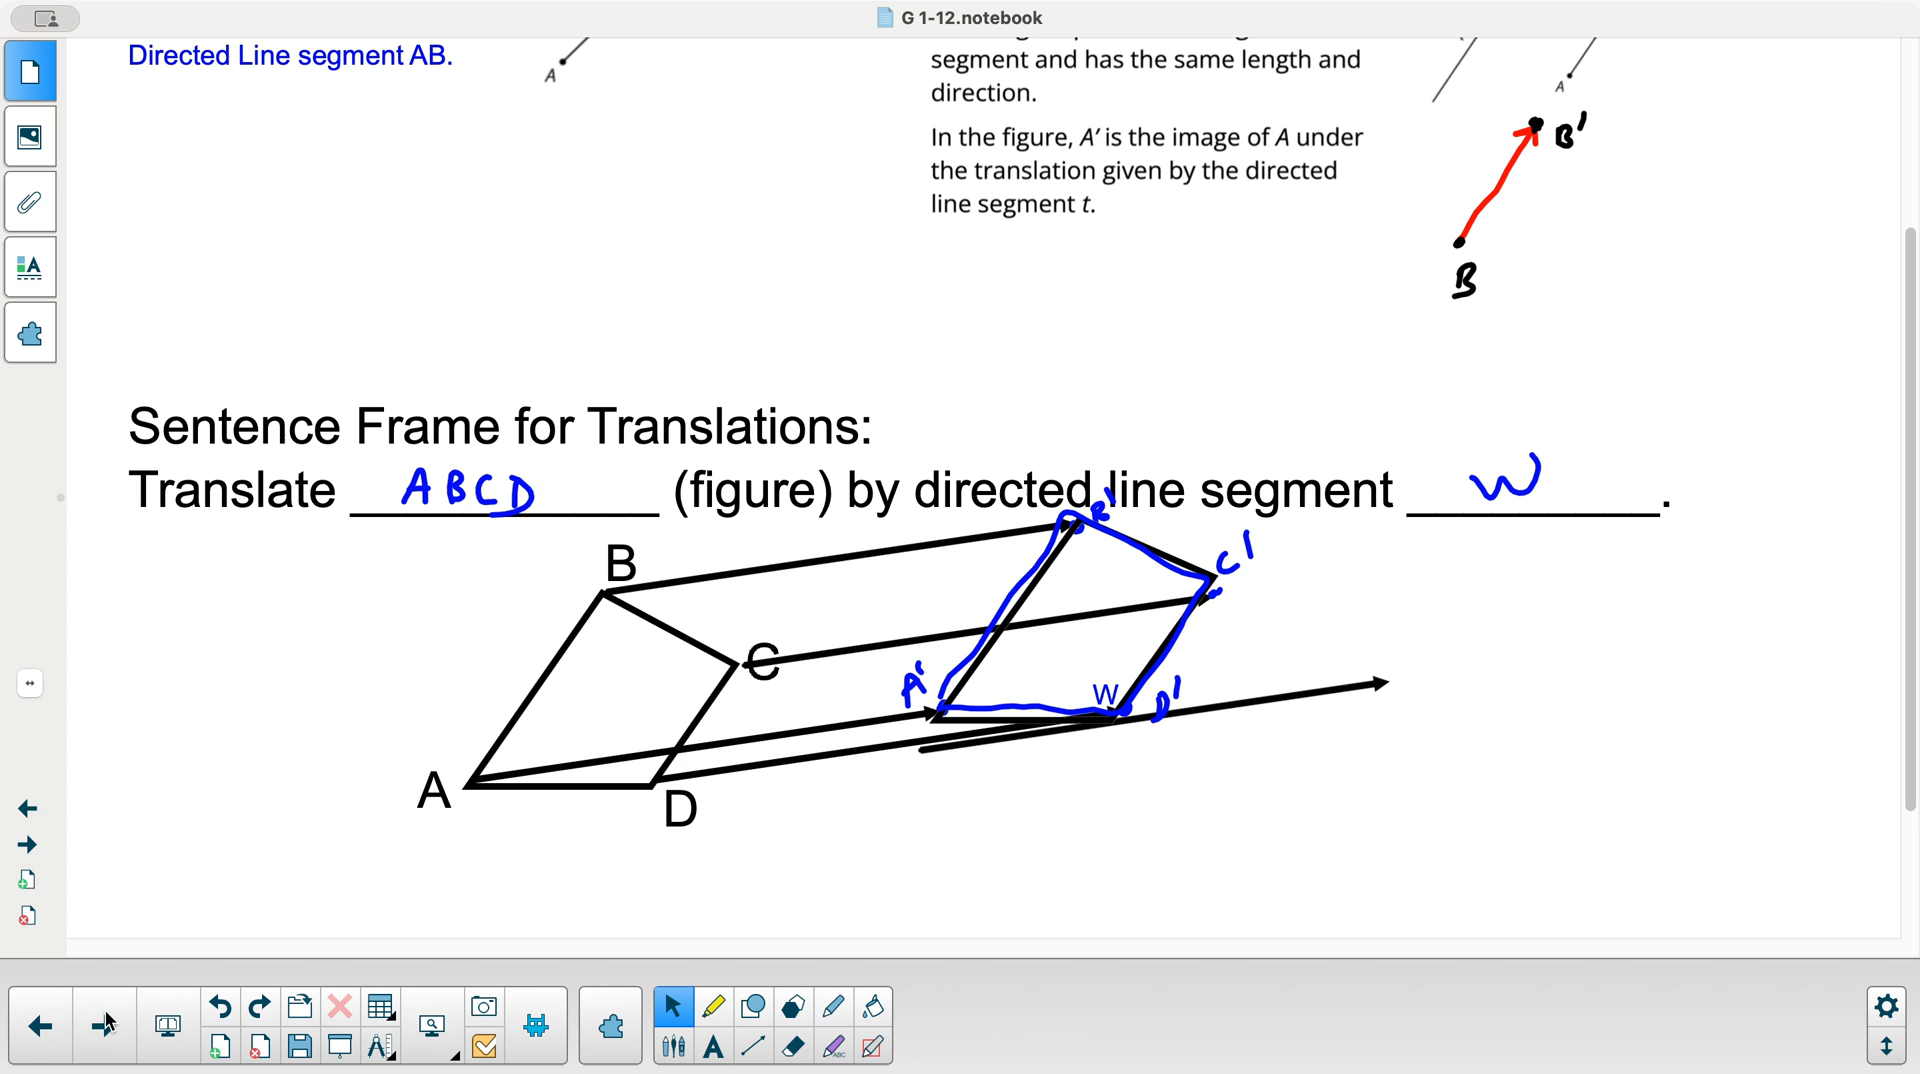 G 1-12.notebook
Directed Line segment AB.
A
segment and has the same length and
direction.
In the figure, A′ is the image of A under
the translation given by the directed
line segment t.
A
B'
B
Sentence Frame for Translations:
Translate ABCD (figure) by directed line segment W.
B
B'
C'
C
A'
W
D'
A
D